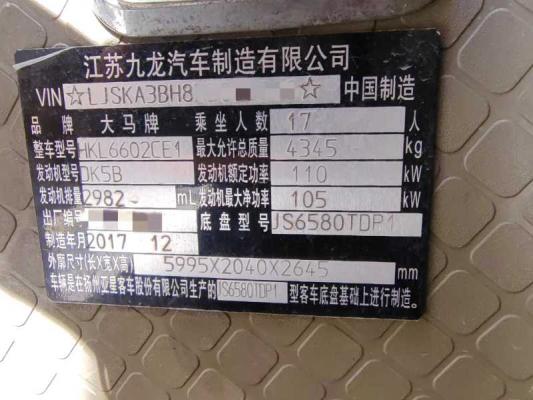 江苏九龙汽车制造有限公司
VIN ☆LJSKA3BH8 ☆ 中国制造
品牌 大马牌 乘坐人数 17 人
整车型号 HKL6602CE1 最大允许总质量 4345 kg
发动机型号 DK5B 发动机额定功率 110 kW
发动机排量 2982 mL 发动机最大净功率 105 kW
出厂编号 底盘型号 JS6580TDP1
制造年月 2017 12
外廓尺寸(长X宽X高) 5995X2040X2645 mm
车辆是在扬州亚星客车股份有限公司生产的 JS6580TDP1 型客车底盘基础上进行制造。